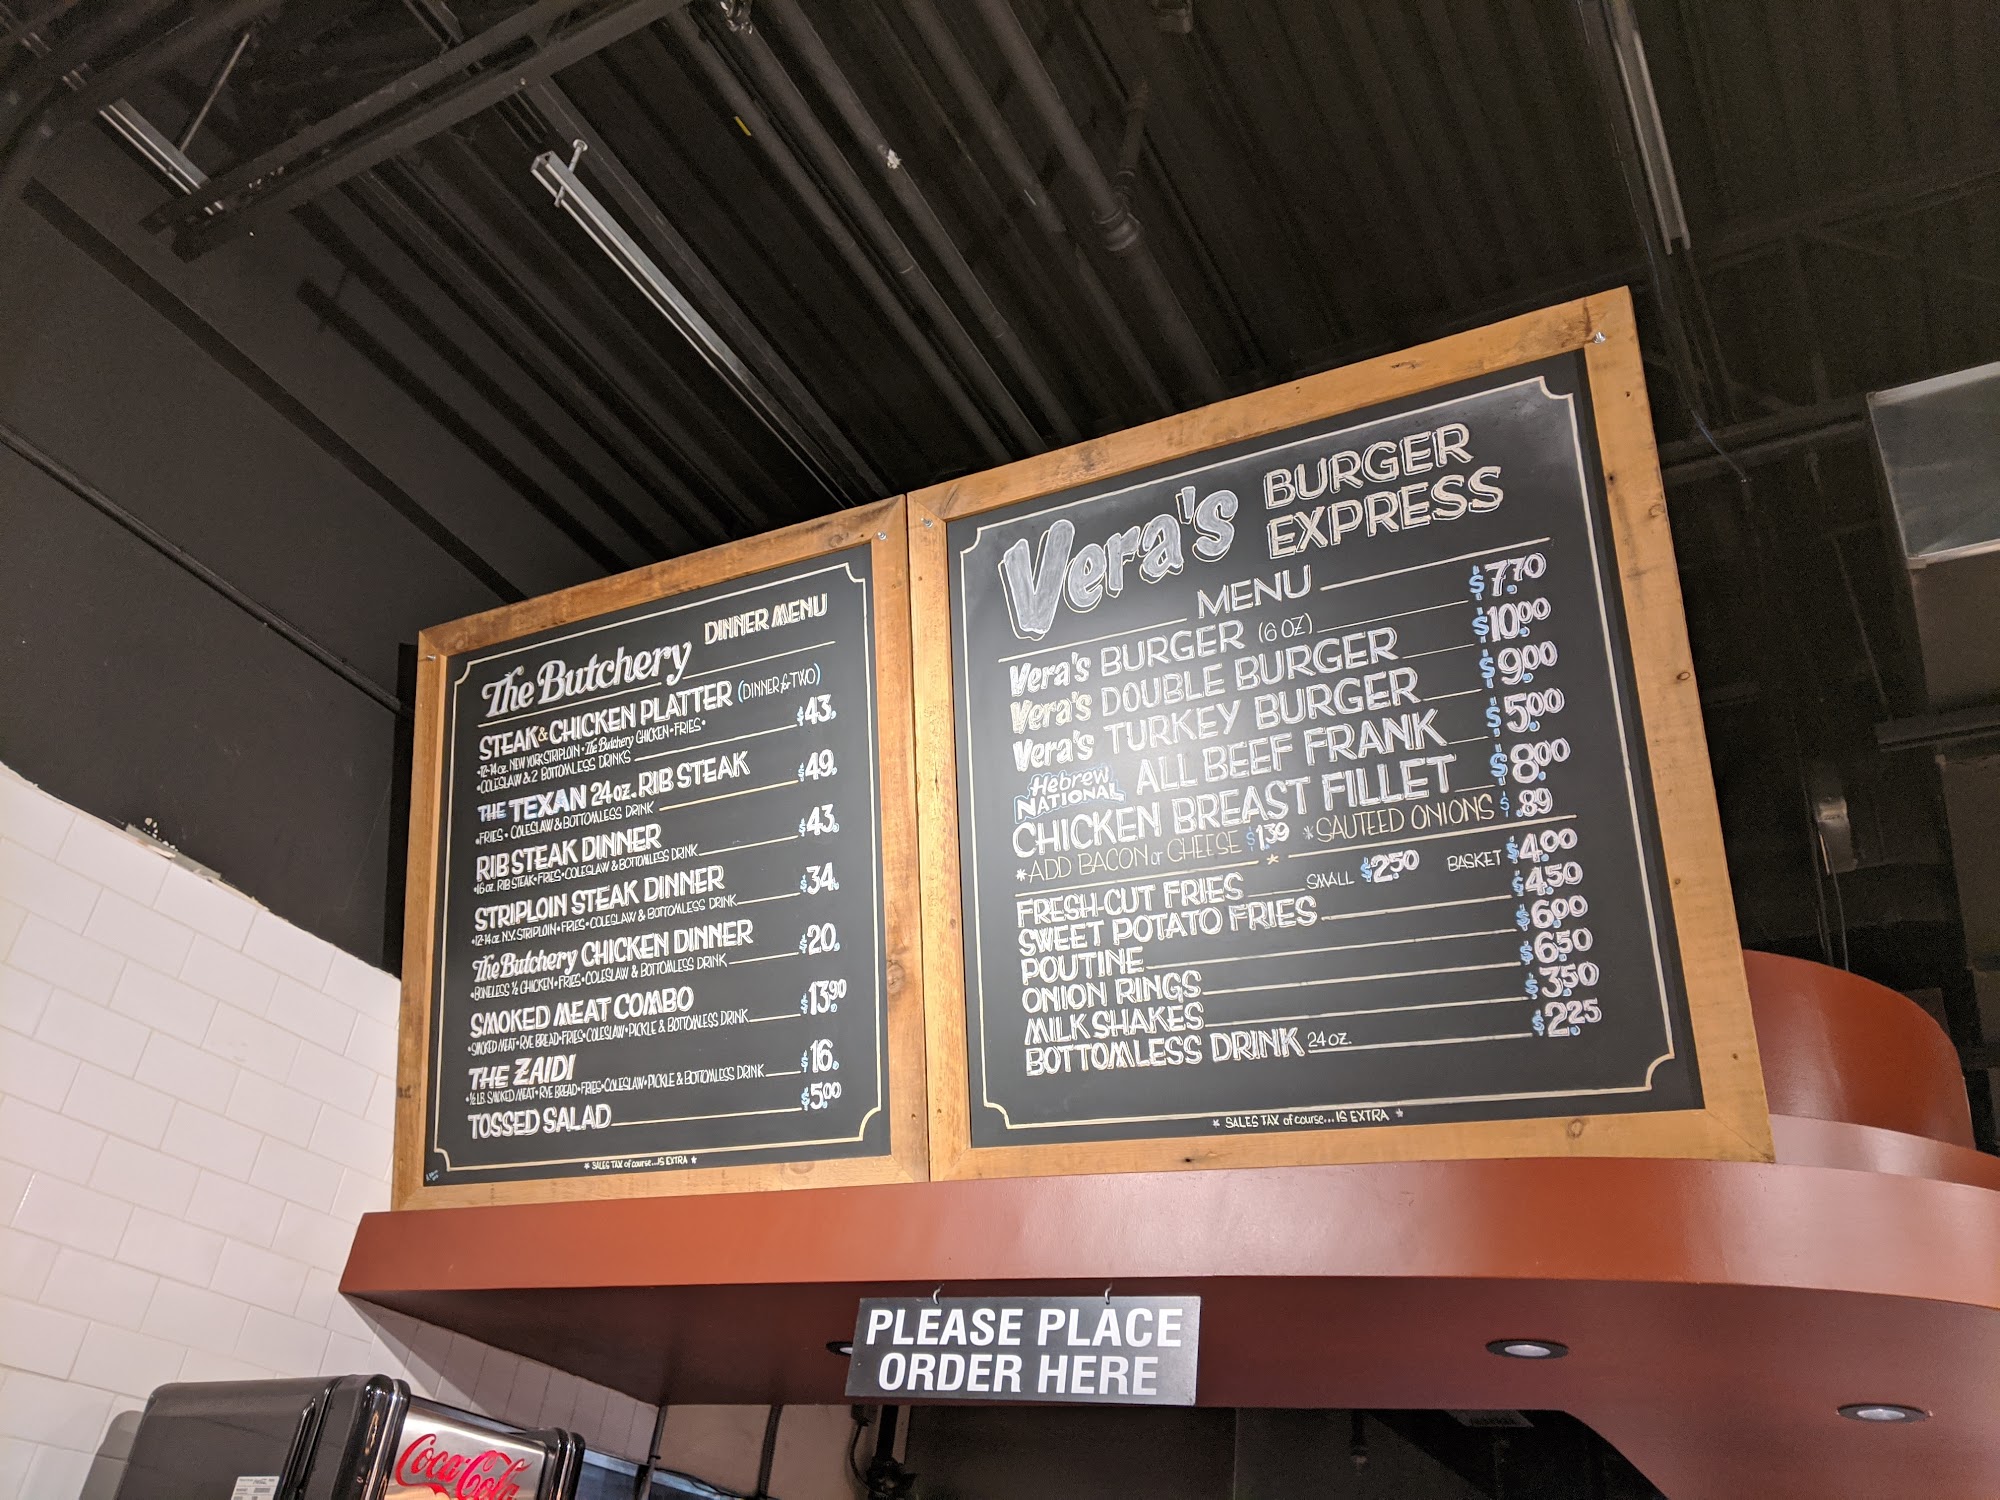 The Butchery DINNER MENU
STEAK & CHICKEN PLATTER (DINNER for TWO)
•12-14 oz. NEW YORK STRIPLOIN • The Butchery CHICKEN • FRIES •
•COLESLAW & 2 BOTTOMLESS DRINKS $43.
THE TEXAN 24 oz. RIB STEAK
•FRIES • COLESLAW & BOTTOMLESS DRINK $49.
RIB STEAK DINNER
•16 oz. RIB STEAK • FRIES • COLESLAW & BOTTOMLESS DRINK $43.
STRIPLOIN STEAK DINNER
•12-14 oz. N.Y. STRIPLOIN • FRIES • COLESLAW & BOTTOMLESS DRINK $34.
The Butchery CHICKEN DINNER
•BONELESS ½ CHICKEN • FRIES • COLESLAW & BOTTOMLESS DRINK $20.
SMOKED MEAT COMBO
•SMOKED MEAT • RYE BREAD • FRIES • COLESLAW • PICKLE & BOTTOMLESS DRINK $13.90
THE ZAIDI
•½ LB. SMOKED MEAT • RYE BREAD • FRIES • COLESLAW • PICKLE & BOTTOMLESS DRINK $16.
TOSSED SALAD $5.00
* SALES TAX of course...IS EXTRA *
Vera's BURGER
EXPRESS
MENU
Vera's BURGER (6 OZ) $7.70
Vera's DOUBLE BURGER $10.00
Vera's TURKEY BURGER $9.00
Hebrew NATIONAL ALL BEEF FRANK $5.00
CHICKEN BREAST FILLET $8.00
*ADD BACON or CHEESE $1.39 *SAUTEED ONIONS $.89
FRESH-CUT FRIES SMALL $2.50 BASKET $4.00
SWEET POTATO FRIES $4.50
POUTINE $6.00
ONION RINGS $6.50
MILKSHAKES $3.50
BOTTOMLESS DRINK 24 OZ. $2.25
* SALES TAX of course...IS EXTRA *
PLEASE PLACE
ORDER HERE
Coca-Cola